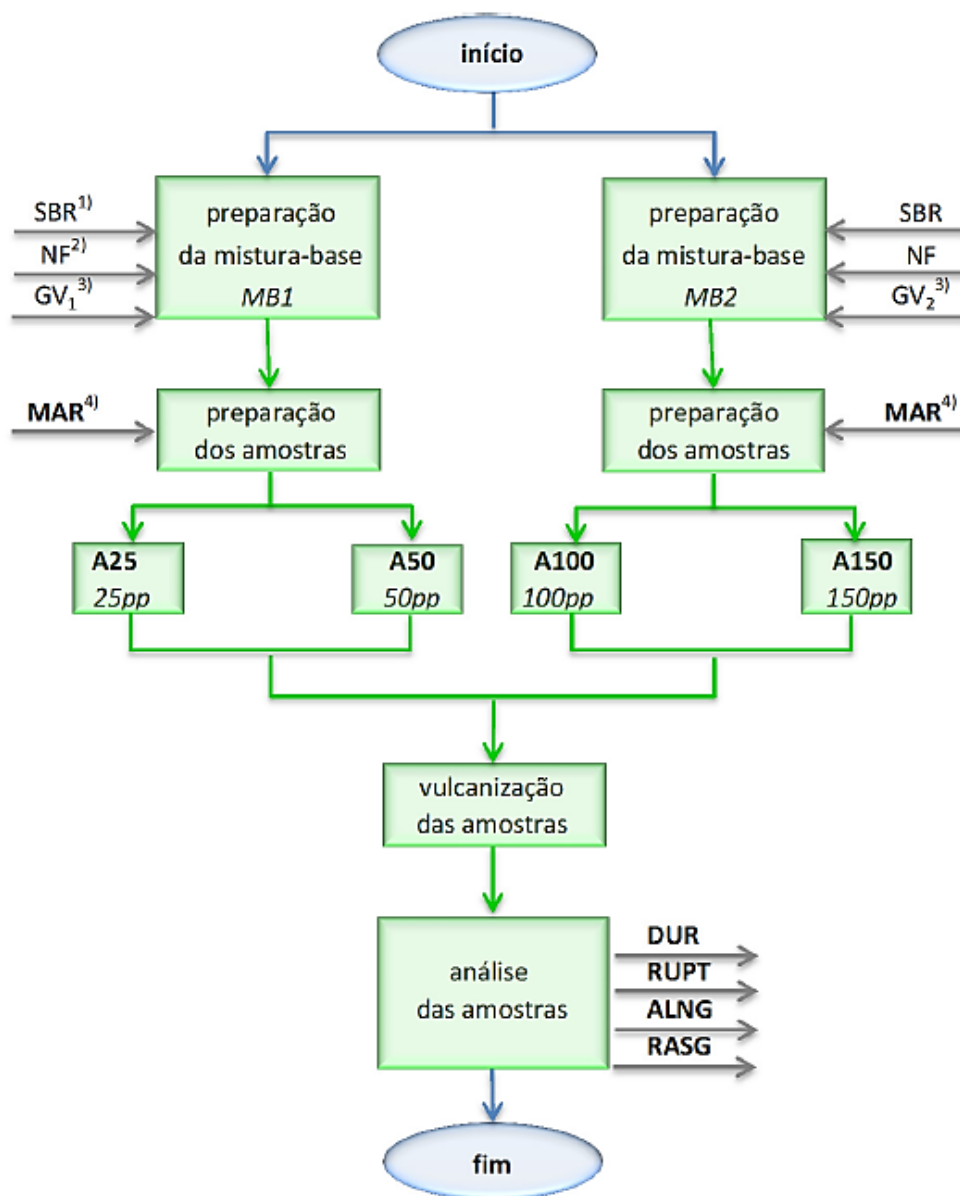 início
SBR¹⁾
NF²⁾
GV₁³⁾
preparação
da mistura-base
MB1
preparação
da mistura-base
MB2
SBR
NF
GV₂³⁾
MAR⁴⁾
preparação
dos amostras
preparação
dos amostras
MAR⁴⁾
A25
25pp
A50
50pp
A100
100pp
A150
150pp
vulcanização
das amostras
análise
das amostras
DUR
RUPT
ALNG
RASG
fim